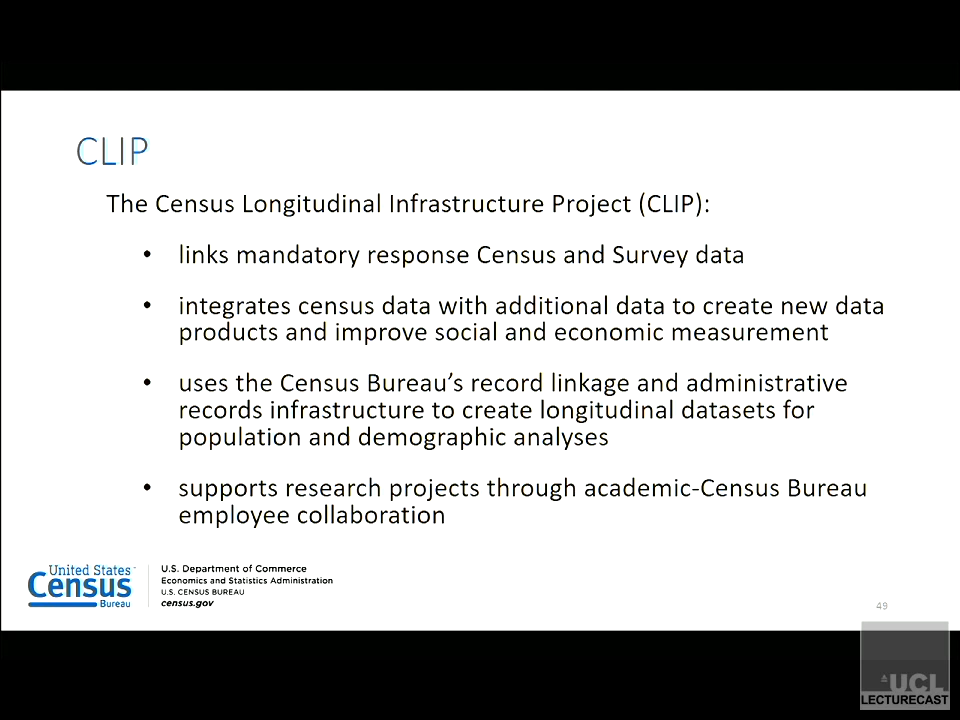 CLIP
The Census Longitudinal Infrastructure Project (CLIP):
• links mandatory response Census and Survey data
• integrates census data with additional data to create new data
products and improve social and economic measurement
• uses the Census Bureau’s record linkage and administrative
records infrastructure to create longitudinal datasets for
population and demographic analyses
• supports research projects through academic-Census Bureau
employee collaboration
United States
Census
Bureau
U.S. Department of Commerce
Economics and Statistics Administration
U.S. CENSUS BUREAU
census.gov
49
UCL
LECTURECAST